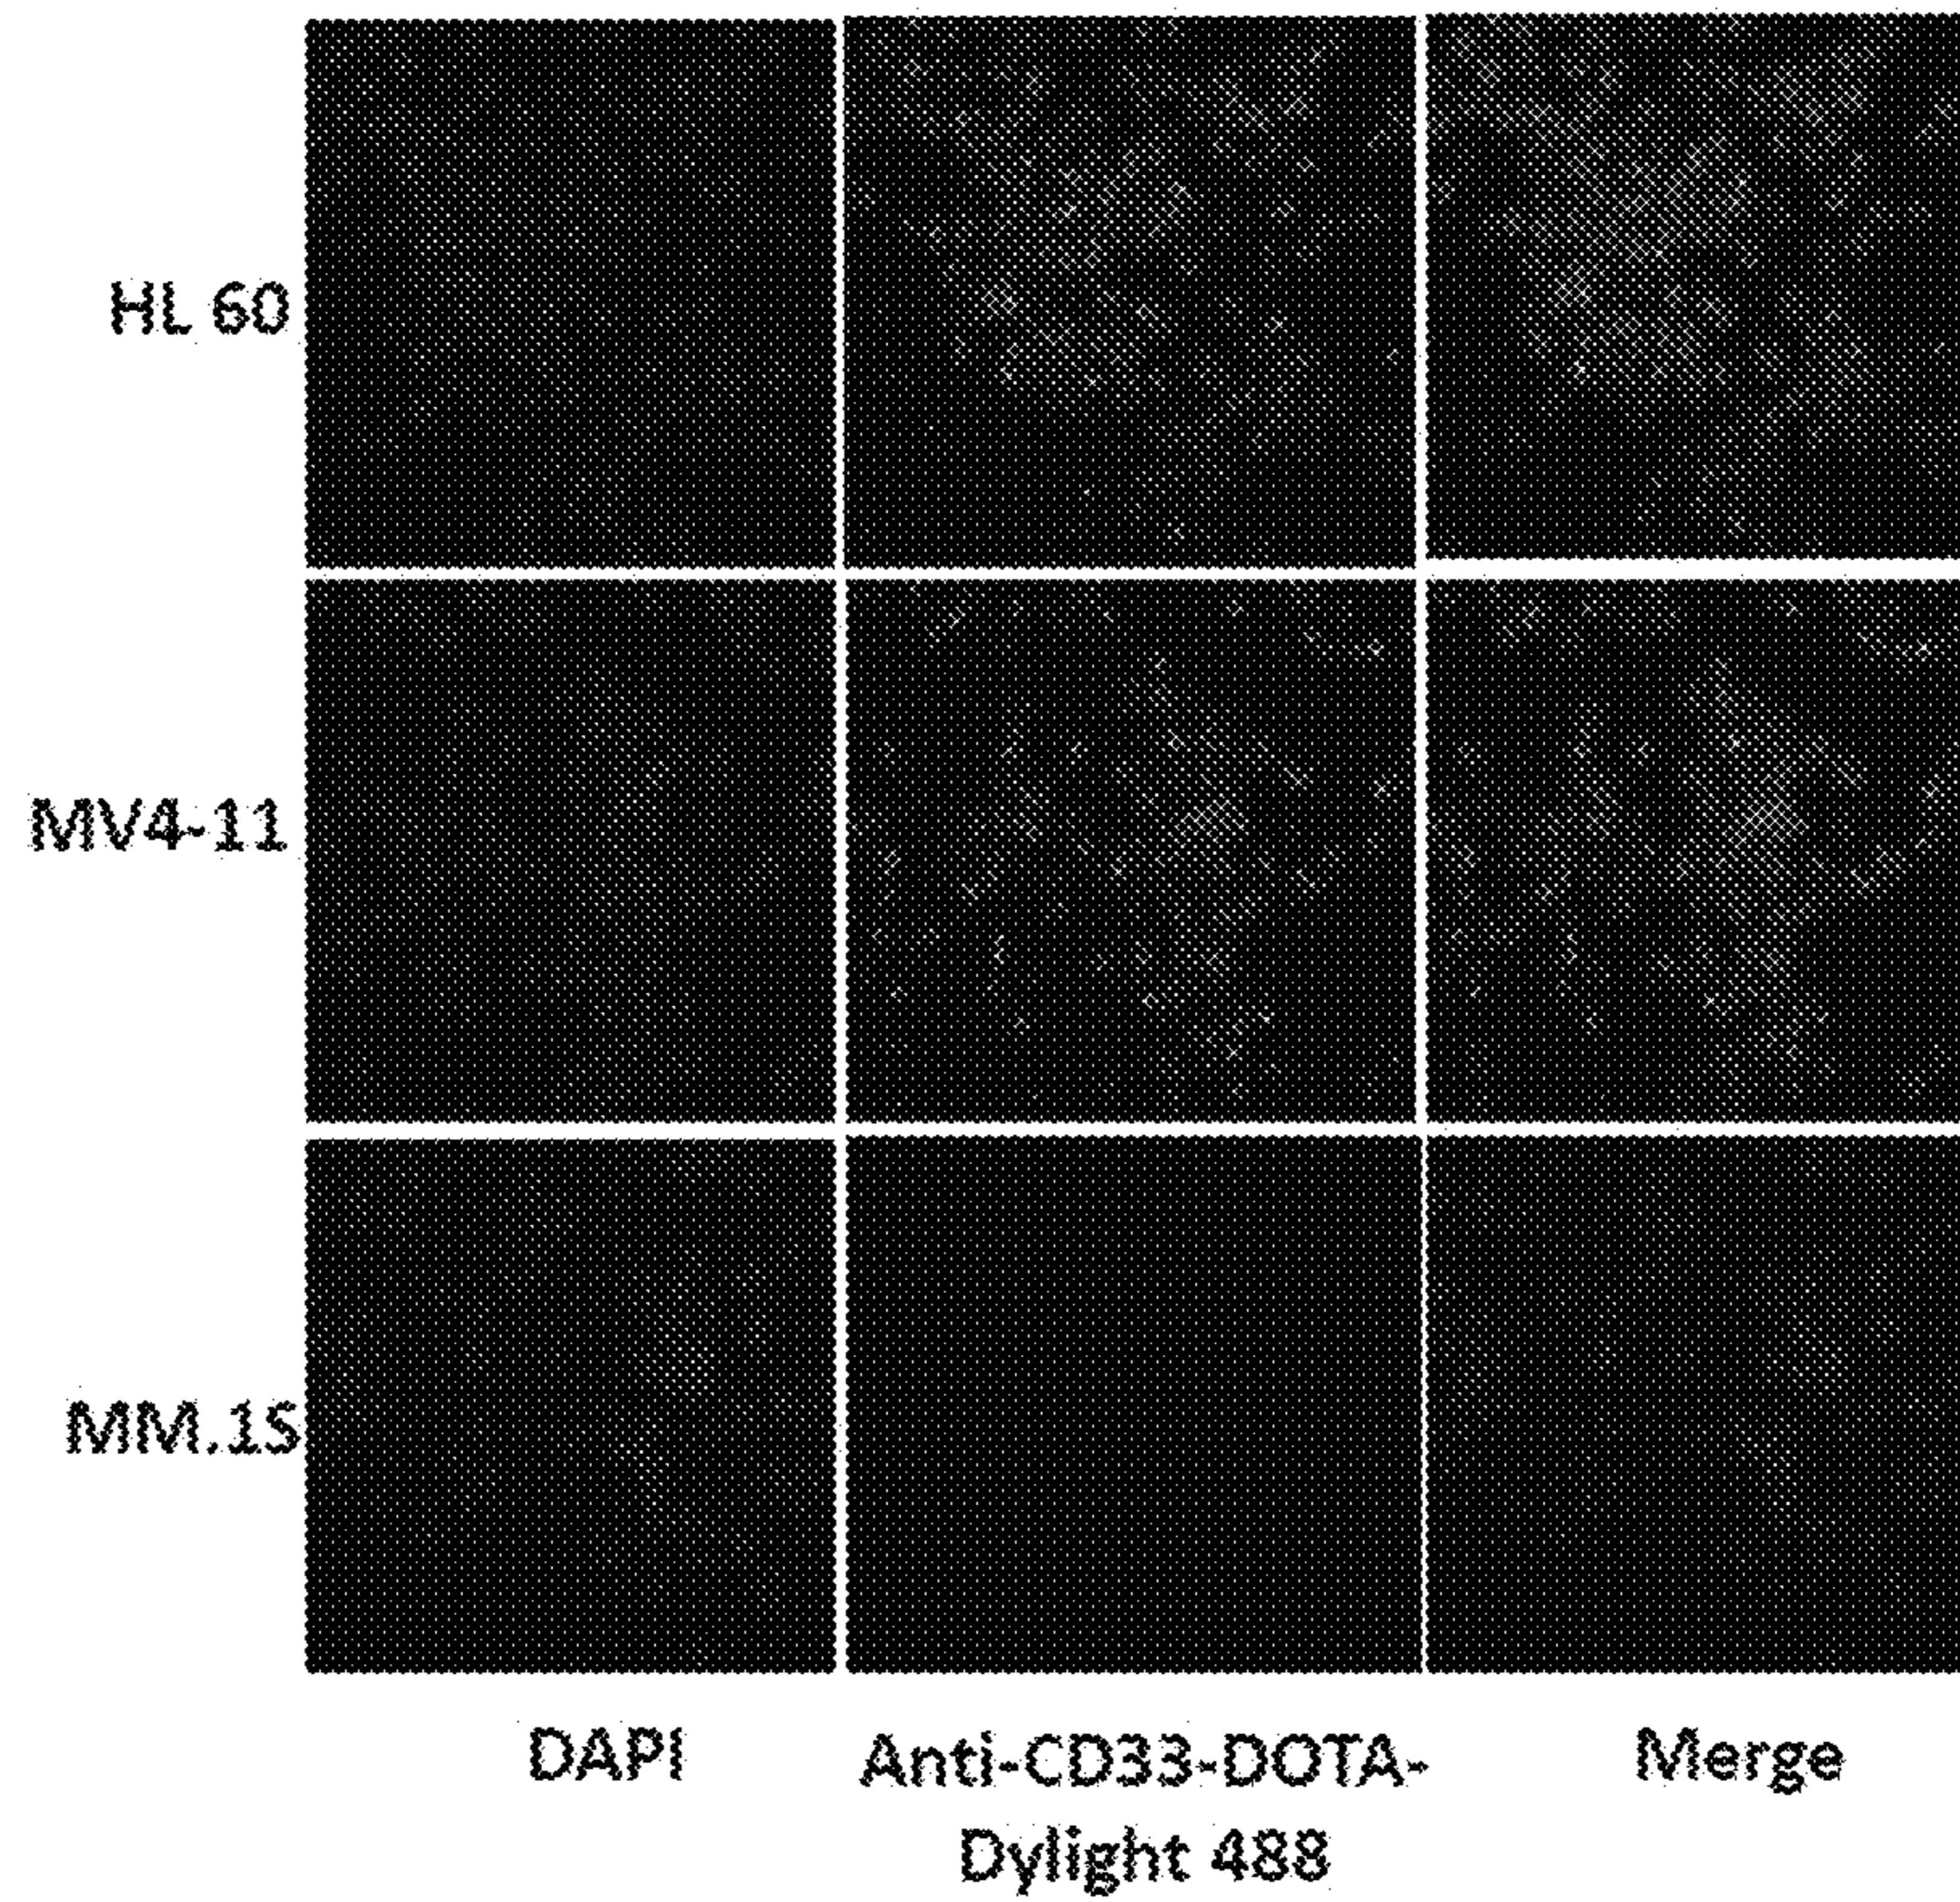 HL 60
MV4-11
MM.1S
DAPI
Anti-CD33-DOTA-
Dylight 488
Merge